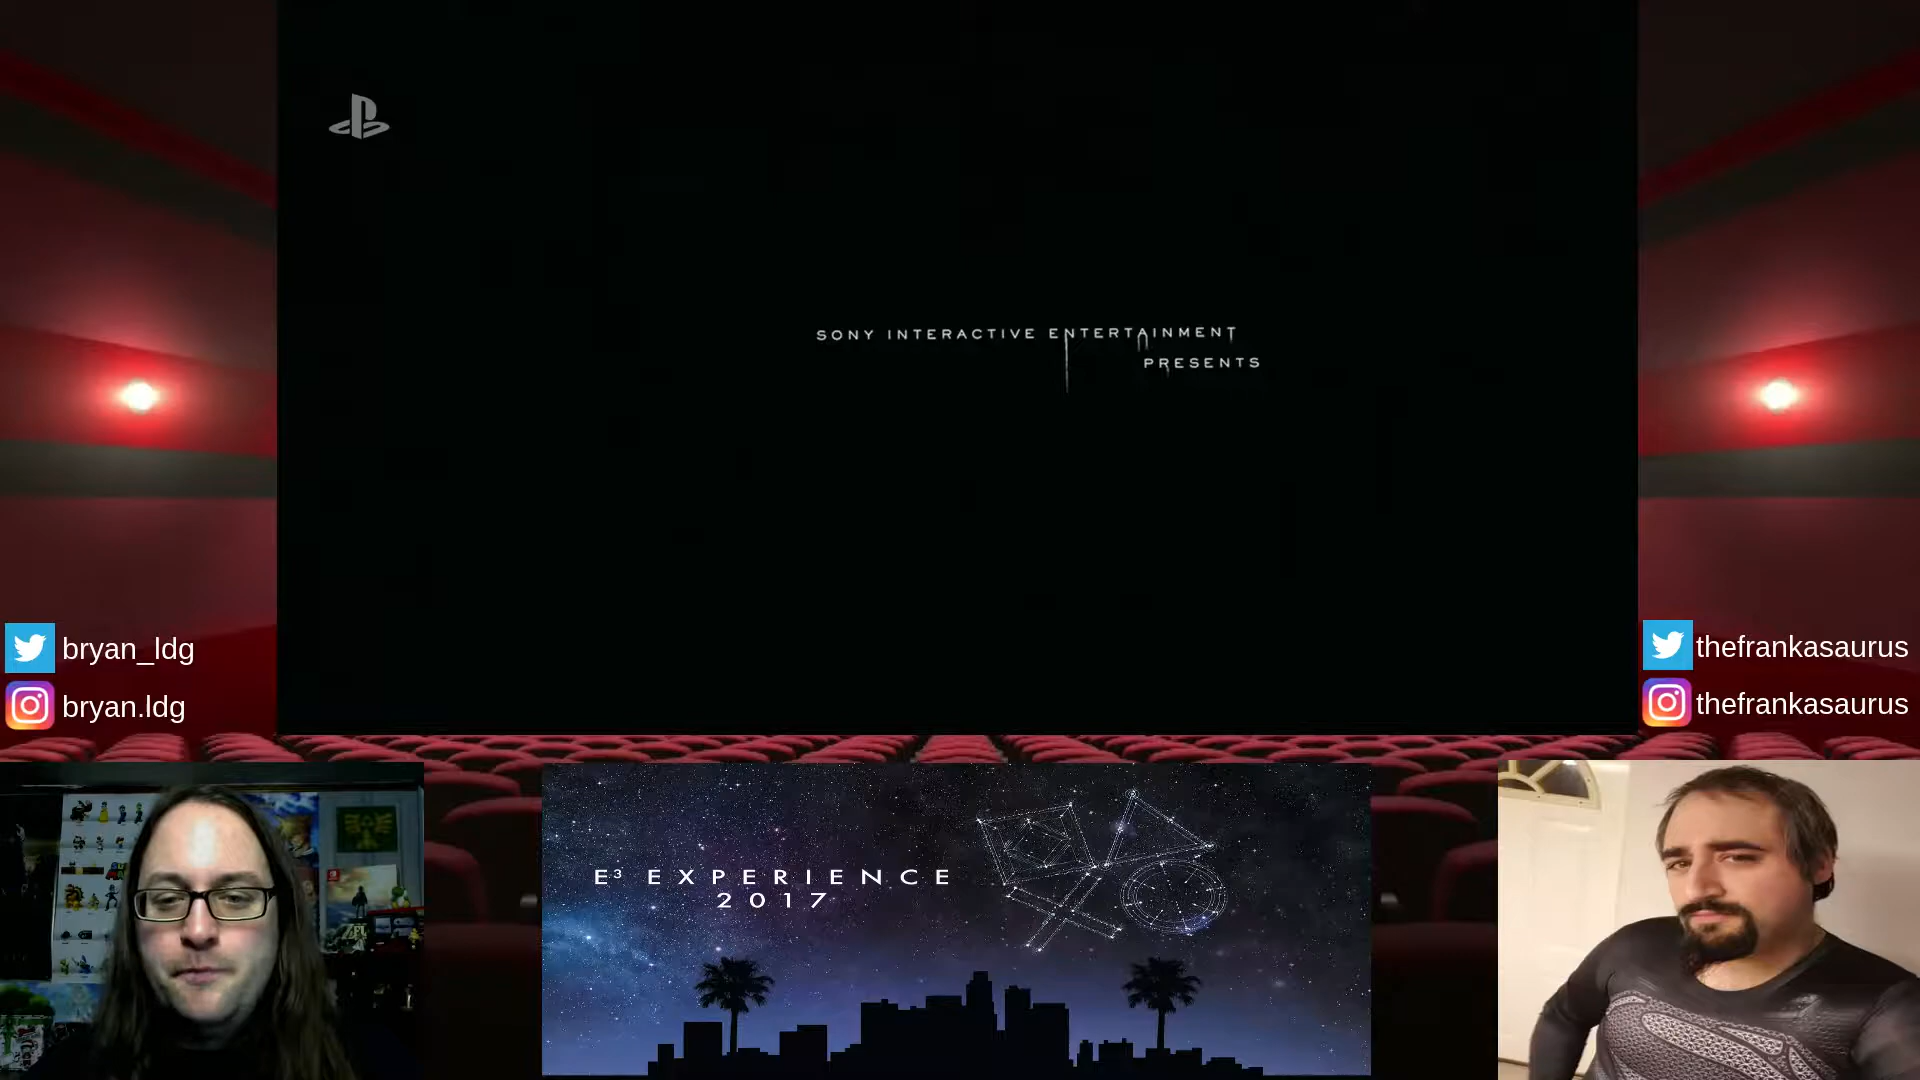 SONY INTERACTIVE ENTERTAINMENT
PRESENTS
bryan_ldg
bryan.ldg
thefrankasaurus
thefrankasaurus
E³ EXPERIENCE
2017